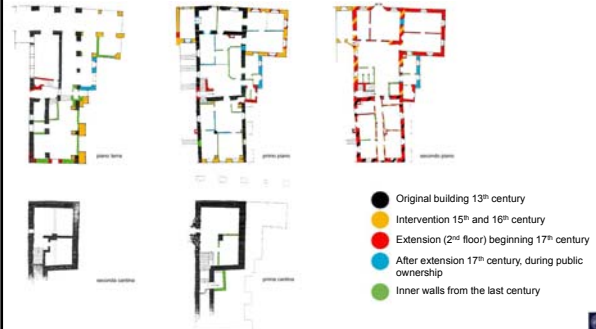 piano terra
primo piano
secondo piano
seconda cantina
prima cantina
Original building 13th century
Intervention 15th and 16th century
Extension (2nd floor) beginning 17th century
After extension 17th century, during public
ownership
Inner walls from the last century